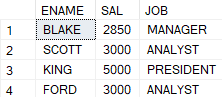 ENAME SAL JOB
1 BLAKE 2850 MANAGER
2 SCOTT 3000 ANALYST
3 KING 5000 PRESIDENT
4 FORD 3000 ANALYST